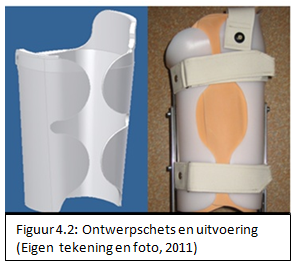 Figuur 4.2: Ontwerpschets en uitvoering
(Eigen tekening en foto, 2011)